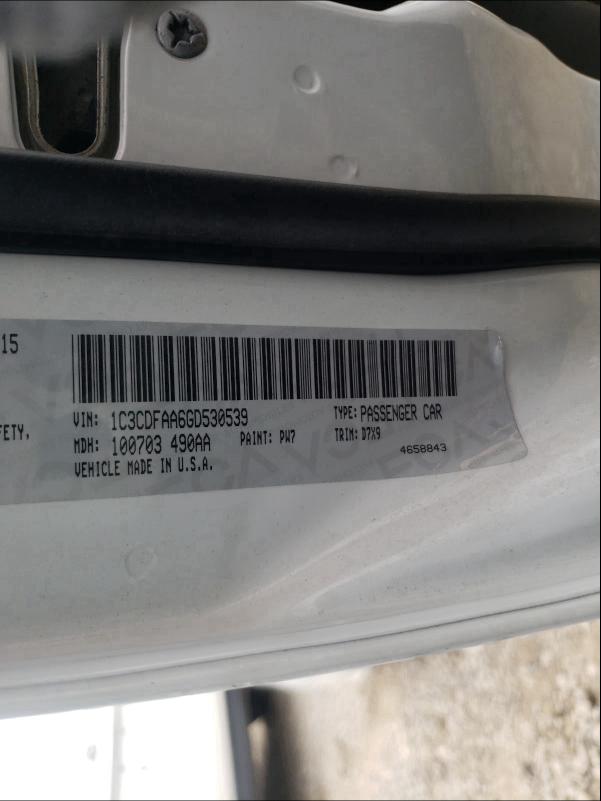 15
VIN: 1C3CDFAA6GD530539 TYPE: PASSENGER CAR
FETY, MDH: 100703 490AA PAINT: PW7 TRIM: D7X9
VEHICLE MADE IN U.S.A. 4658843